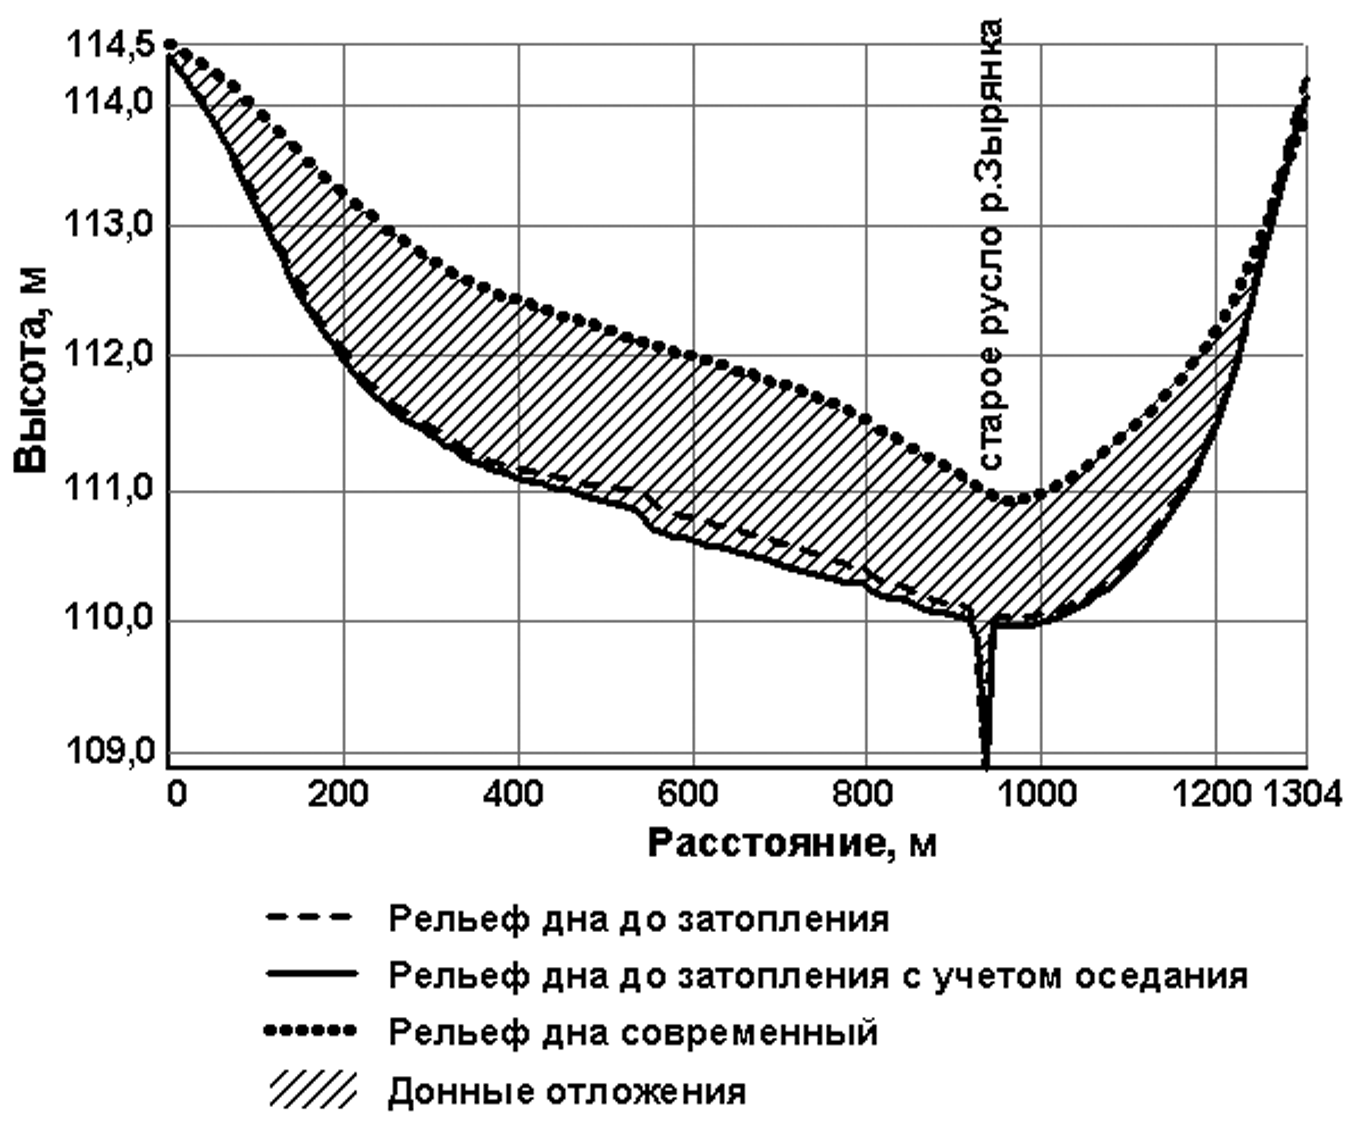 114,5
114,0
113,0
112,0
111,0
110,0
109,0
Высота, м
старое русло р.Зырянка
0 200 400 600 800 1000 1200 1304
Расстояние, м
Рельеф дна до затопления
Рельеф дна до затопления с учетом оседания
Рельеф дна современный
Донные отложения